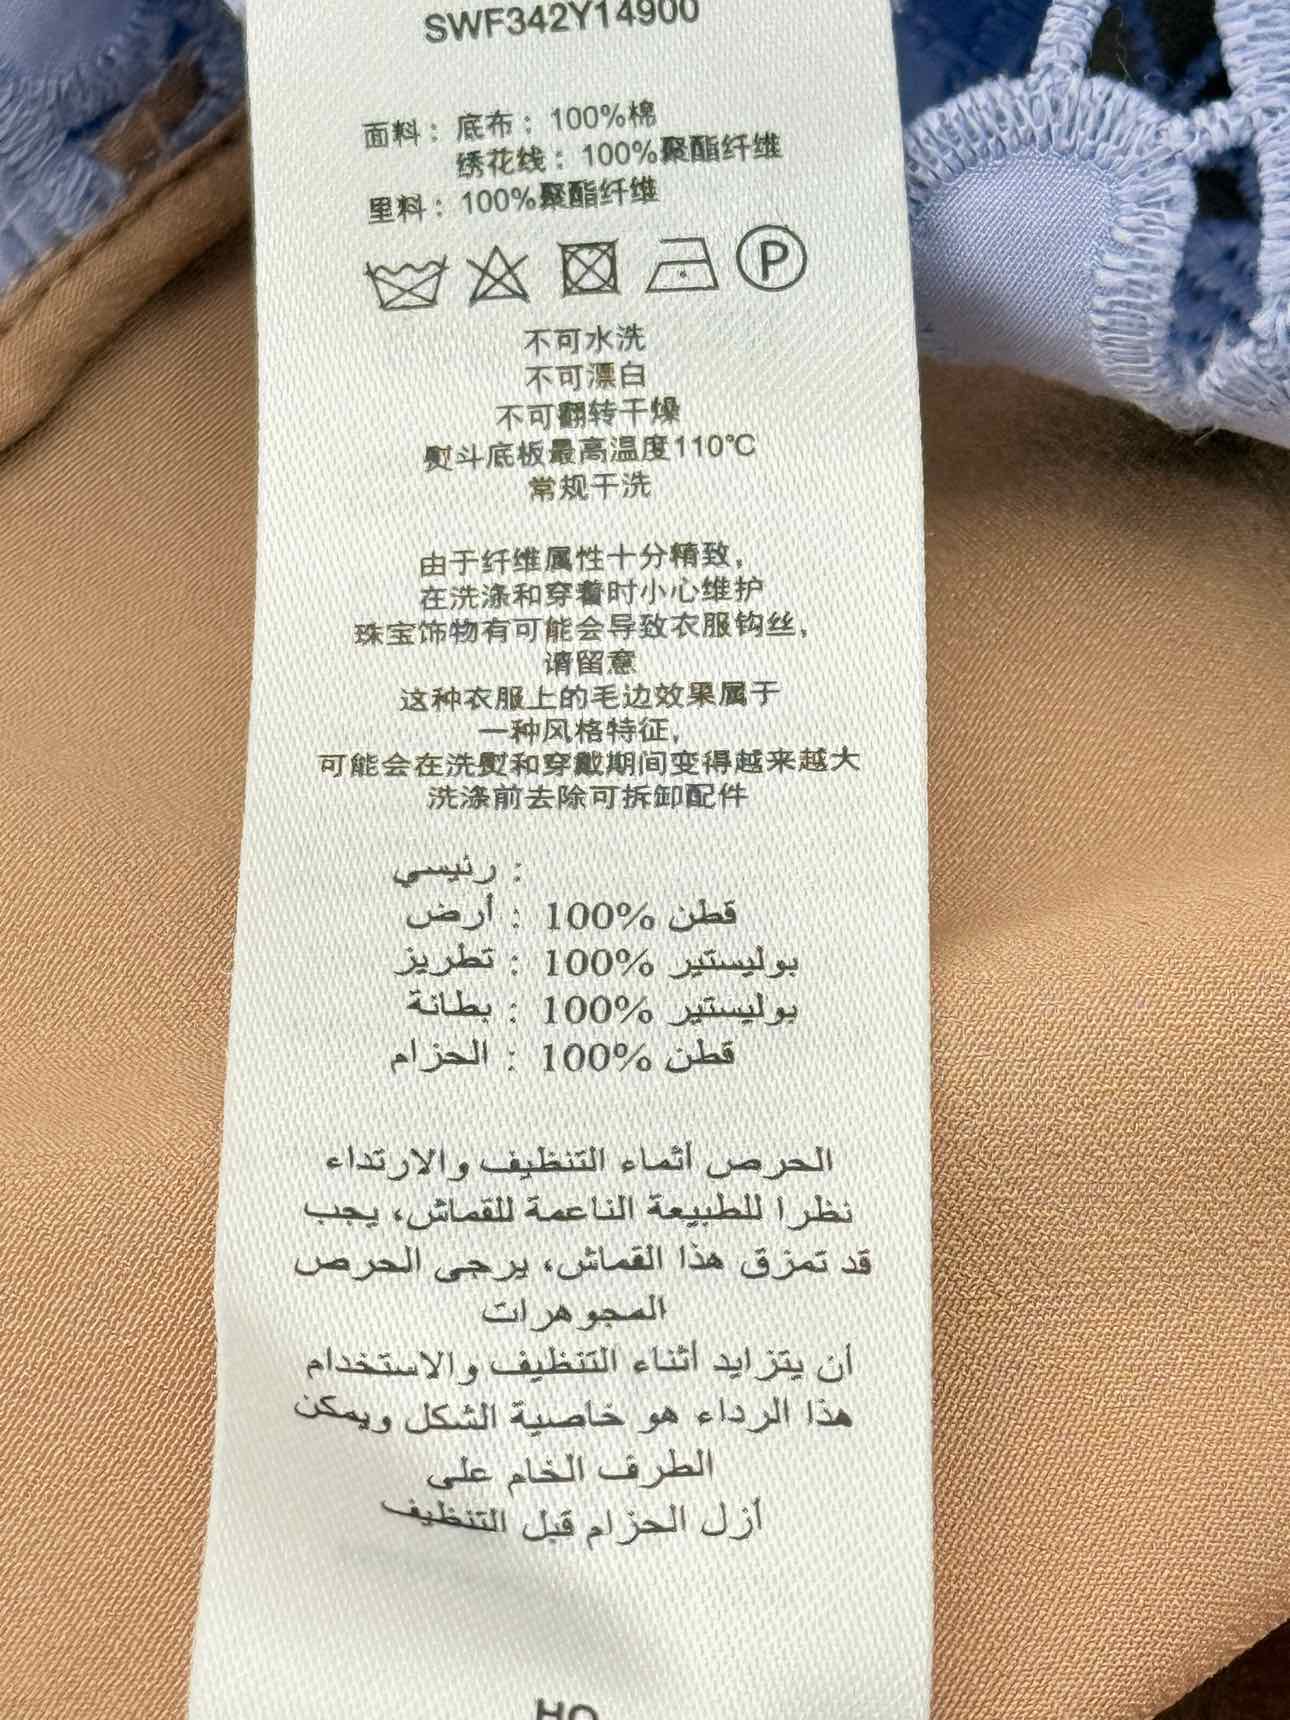 SWF342Y14900
面料：底布：100%棉
绣花线：100%聚酯纤维
里料：100%聚酯纤维
P
不可水洗
不可漂白
不可翻转干燥
熨斗底板最高温度110℃
常规干洗
由于纤维属性十分精致，
在洗涤和穿着时小心维护
珠宝饰物有可能会导致衣服钩丝，
请留意
这种衣服上的毛边效果属于
一种风格特征，
可能会在洗熨和穿戴期间变得越来越大
洗涤前去除可拆卸配件
رئيسي :
أرض : 100% قطن
تطريز : 100% بوليستير
بطانة : 100% بوليستير
الحزام : 100% قطن
الحرص أثماء التنظيف والارتداء
نظرا للطبيعة الناعمة للقماش، يجب
قد تمزق هذا القماش، يرجى الحرص
المجوهرات
أن يتزايد أثناء التنظيف والاستخدام
هذا الرداء هو خاصية الشكل ويمكن
الطرف الخام على
أزل الحزام قبل التنظيف